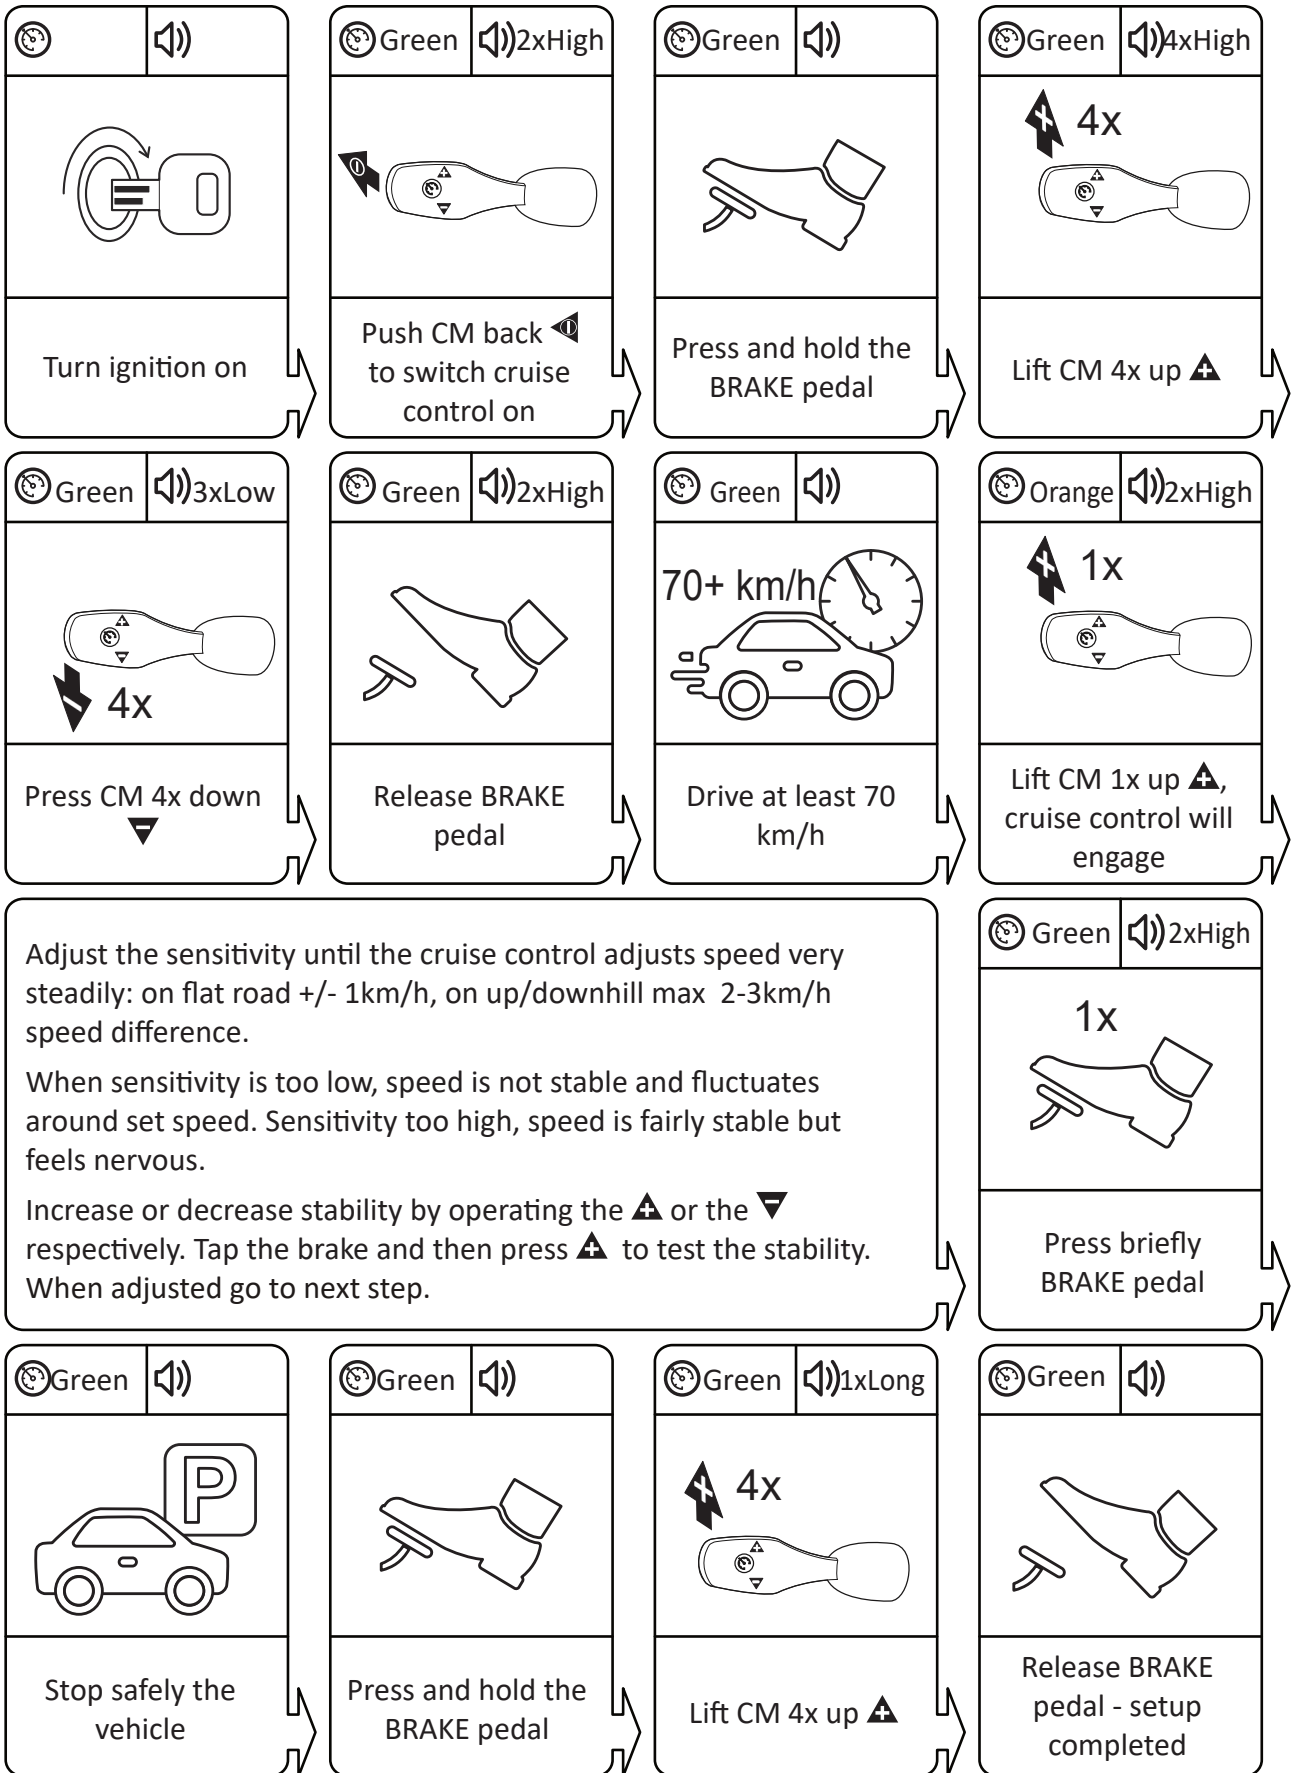 Green
2xHigh
Green
Green
4xHigh
4x
Turn ignition on
Push CM back
to switch cruise
control on
Press and hold the
BRAKE pedal
Lift CM 4x up
Green
3xLow
Green
2xHigh
Green
Orange
2xHigh
4x
70+ km/h
1x
Press CM 4x down
Release BRAKE
pedal
Drive at least 70
km/h
Lift CM 1x up ,
cruise control will
engage
Adjust the sensitivity until the cruise control adjusts speed very
steadily: on flat road +/- 1km/h, on up/downhill max 2-3km/h
speed difference.
When sensitivity is too low, speed is not stable and fluctuates
around set speed. Sensitivity too high, speed is fairly stable but
feels nervous.
Increase or decrease stability by operating the or the
respectively. Tap the brake and then press to test the stability.
When adjusted go to next step.
Green
2xHigh
1x
Press briefly
BRAKE pedal
Green
Green
Green
1xLong
Green
P
4x
Stop safely the
vehicle
Press and hold the
BRAKE pedal
Lift CM 4x up
Release BRAKE
pedal - setup
completed